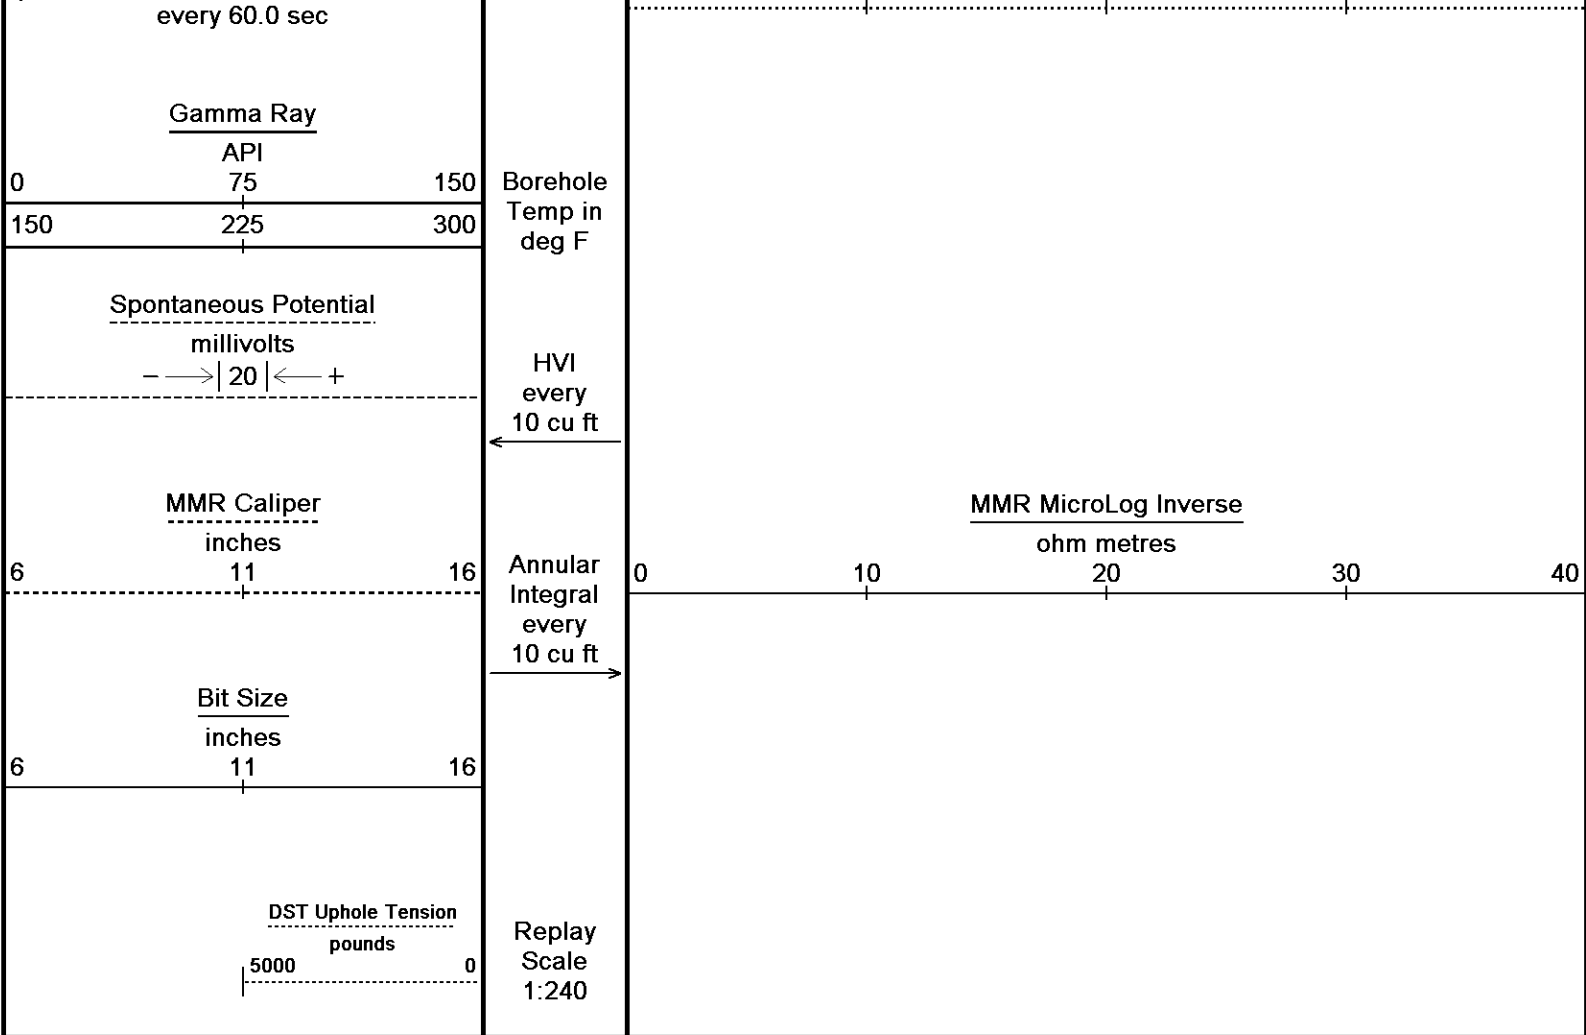 every 60.0 sec
Gamma Ray
API
0 75 150
150 225 300
Spontaneous Potential
millivolts
- →| 20 |← +
MMR Caliper
inches
6 11 16
Bit Size
inches
6 11 16
DST Uphole Tension
pounds
5000 0
Borehole
Temp in
deg F
HVI
every
10 cu ft
Annular
Integral
every
10 cu ft
Replay
Scale
1:240
MMR MicroLog Inverse
ohm metres
0 10 20 30 40